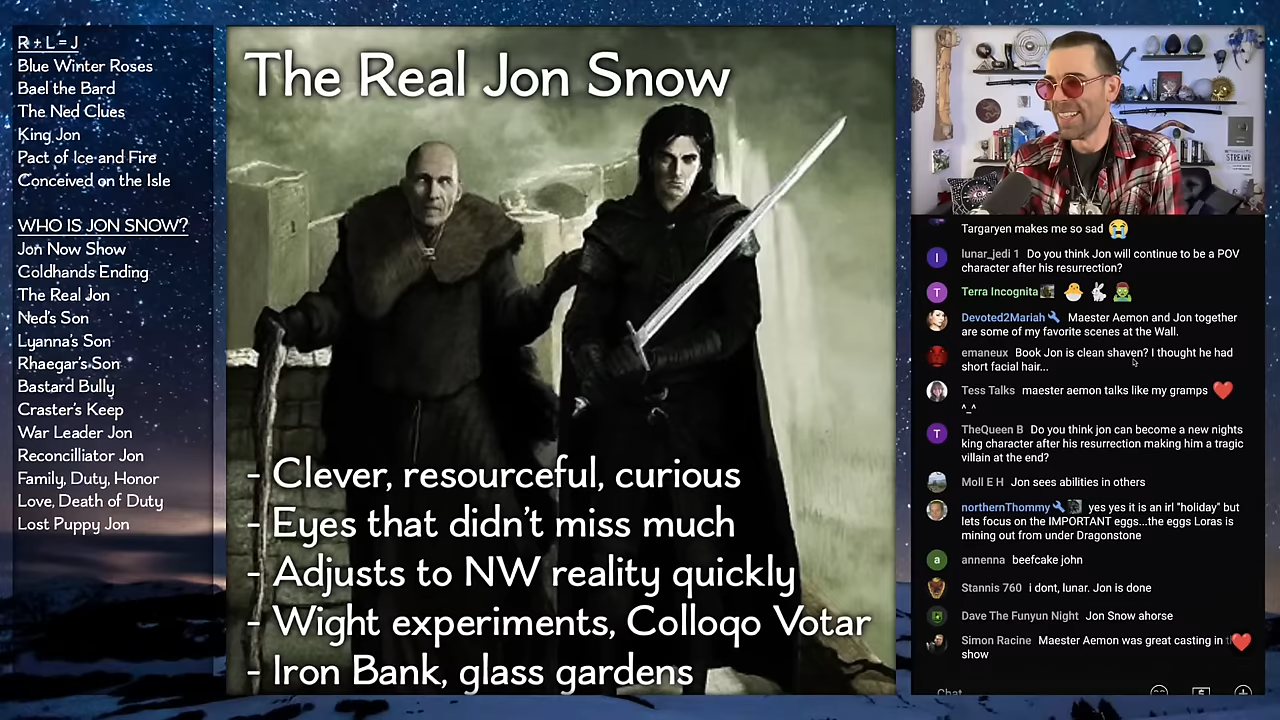 R + L = J
Blue Winter Roses
Bael the Bard
The Ned Clues
King Jon
Pact of Ice and Fire
Conceived on the Isle
WHO IS JON SNOW?
Jon Now Show
Coldhands Ending
The Real Jon
Ned's Son
Lyanna's Son
Rhaegar's Son
Bastard Bully
Craster's Keep
War Leader Jon
Reconcilliator Jon
Family, Duty, Honor
Love, Death of Duty
Lost Puppy Jon
The Real Jon Snow
- Clever, resourceful, curious
- Eyes that didn't miss much
- Adjusts to NW reality quickly
- Wight experiments, Colloqo Votar
- Iron Bank, glass gardens
STREAMR
Targaryen makes me so sad 😭
l
lunar_jedi 1 Do you think Jon will continue to be a POV
character after his resurrection?
T
Terra Incognita 🐣 🐇 🧟‍♂️
Devoted2Mariah Maester Aemon and Jon together
are some of my favorite scenes at the Wall.
emaneux Book Jon is clean shaven? I thought he had
short facial hair...
Tess Talks maester aemon talks like my gramps ❤️
^_^
T
TheQueen B Do you think jon can become a new nights
king character after his resurrection making him a tragic
villain at the end?
Moll E H Jon sees abilities in others
northernThommy yes yes it is an irl "holiday" but
lets focus on the IMPORTANT eggs...the eggs Loras is
mining out from under Dragonstone
a
annenna beefcake john
Stannis 760 i dont, lunar. Jon is done
Dave The Funyun Night Jon Snow ahorse
Simon Racine Maester Aemon was great casting in
show
Chat